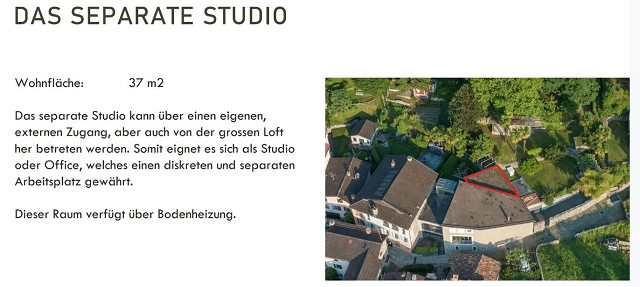 DAS SEPARATE STUDIO
Wohnfläche: 37 m2
Das separate Studio kann über einen eigenen,
externen Zugang, aber auch von der grossen Loft
her betreten werden. Somit eignet es sich als Studio
oder Office, welches einen diskreten und separaten
Arbeitsplatz gewährt.
Dieser Raum verfügt über Bodenheizung.